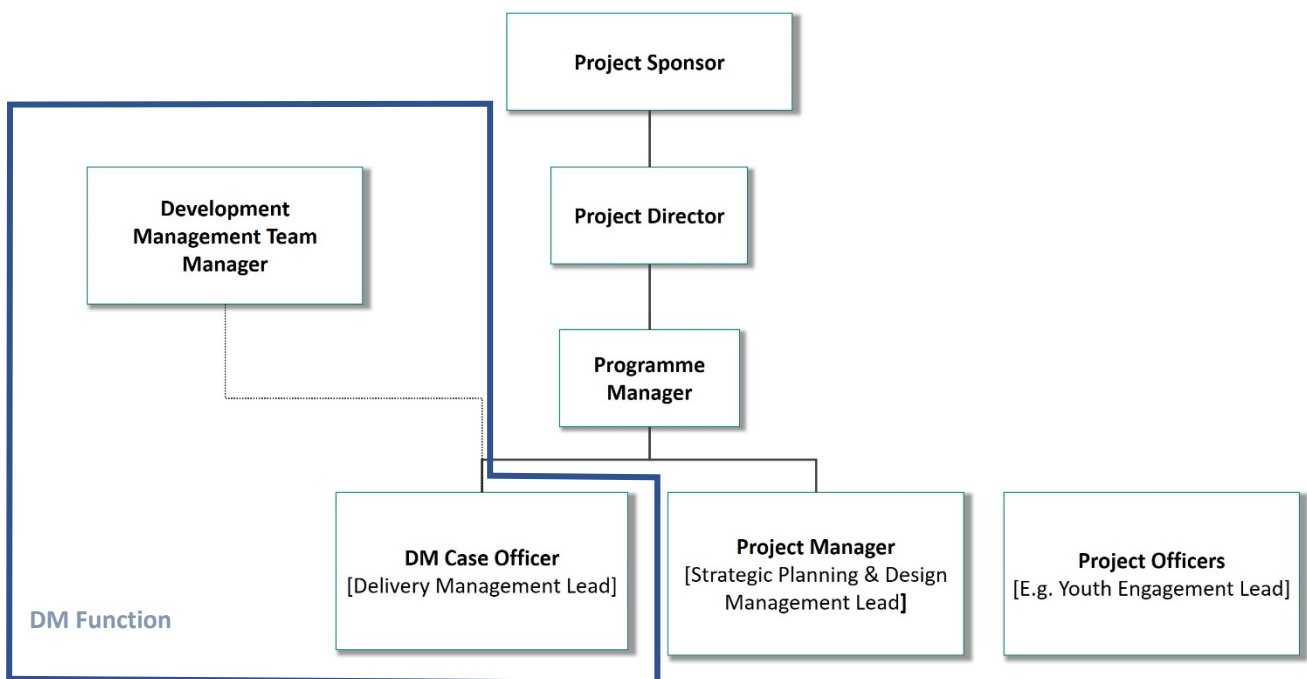 Project Sponsor
Development
Management Team
Manager
Project Director
Programme
Manager
DM Case Officer
[Delivery Management Lead]
Project Manager
[Strategic Planning & Design
Management Lead]
Project Officers
[E.g. Youth Engagement Lead]
DM Function